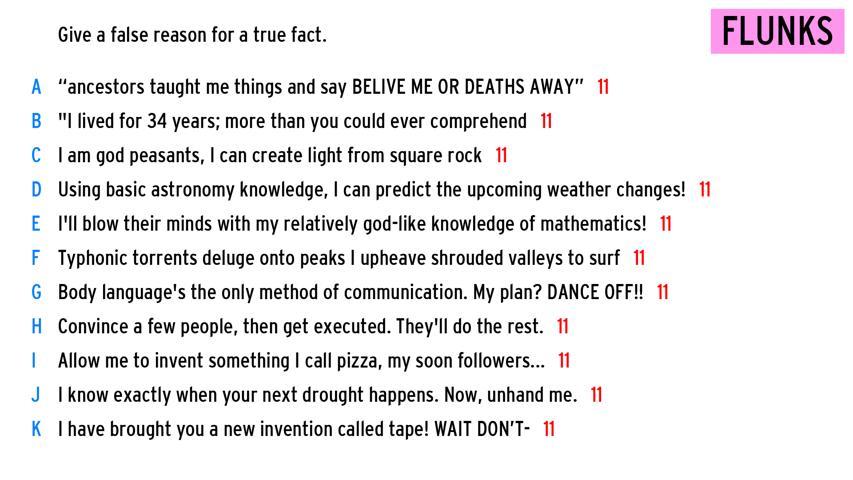 Give a false reason for a true fact.
FLUNKS
A “ancestors taught me things and say BELIVE ME OR DEATHS AWAY” 11
B "I lived for 34 years; more than you could ever comprehend 11
C I am god peasants, I can create light from square rock 11
D Using basic astronomy knowledge, I can predict the upcoming weather changes! 11
E I'll blow their minds with my relatively god-like knowledge of mathematics! 11
F Typhonic torrents deluge onto peaks I upheave shrouded valleys to surf 11
G Body language's the only method of communication. My plan? DANCE OFF!! 11
H Convince a few people, then get executed. They'll do the rest. 11
I Allow me to invent something I call pizza, my soon followers... 11
J I know exactly when your next drought happens. Now, unhand me. 11
K I have brought you a new invention called tape! WAIT DON'T- 11